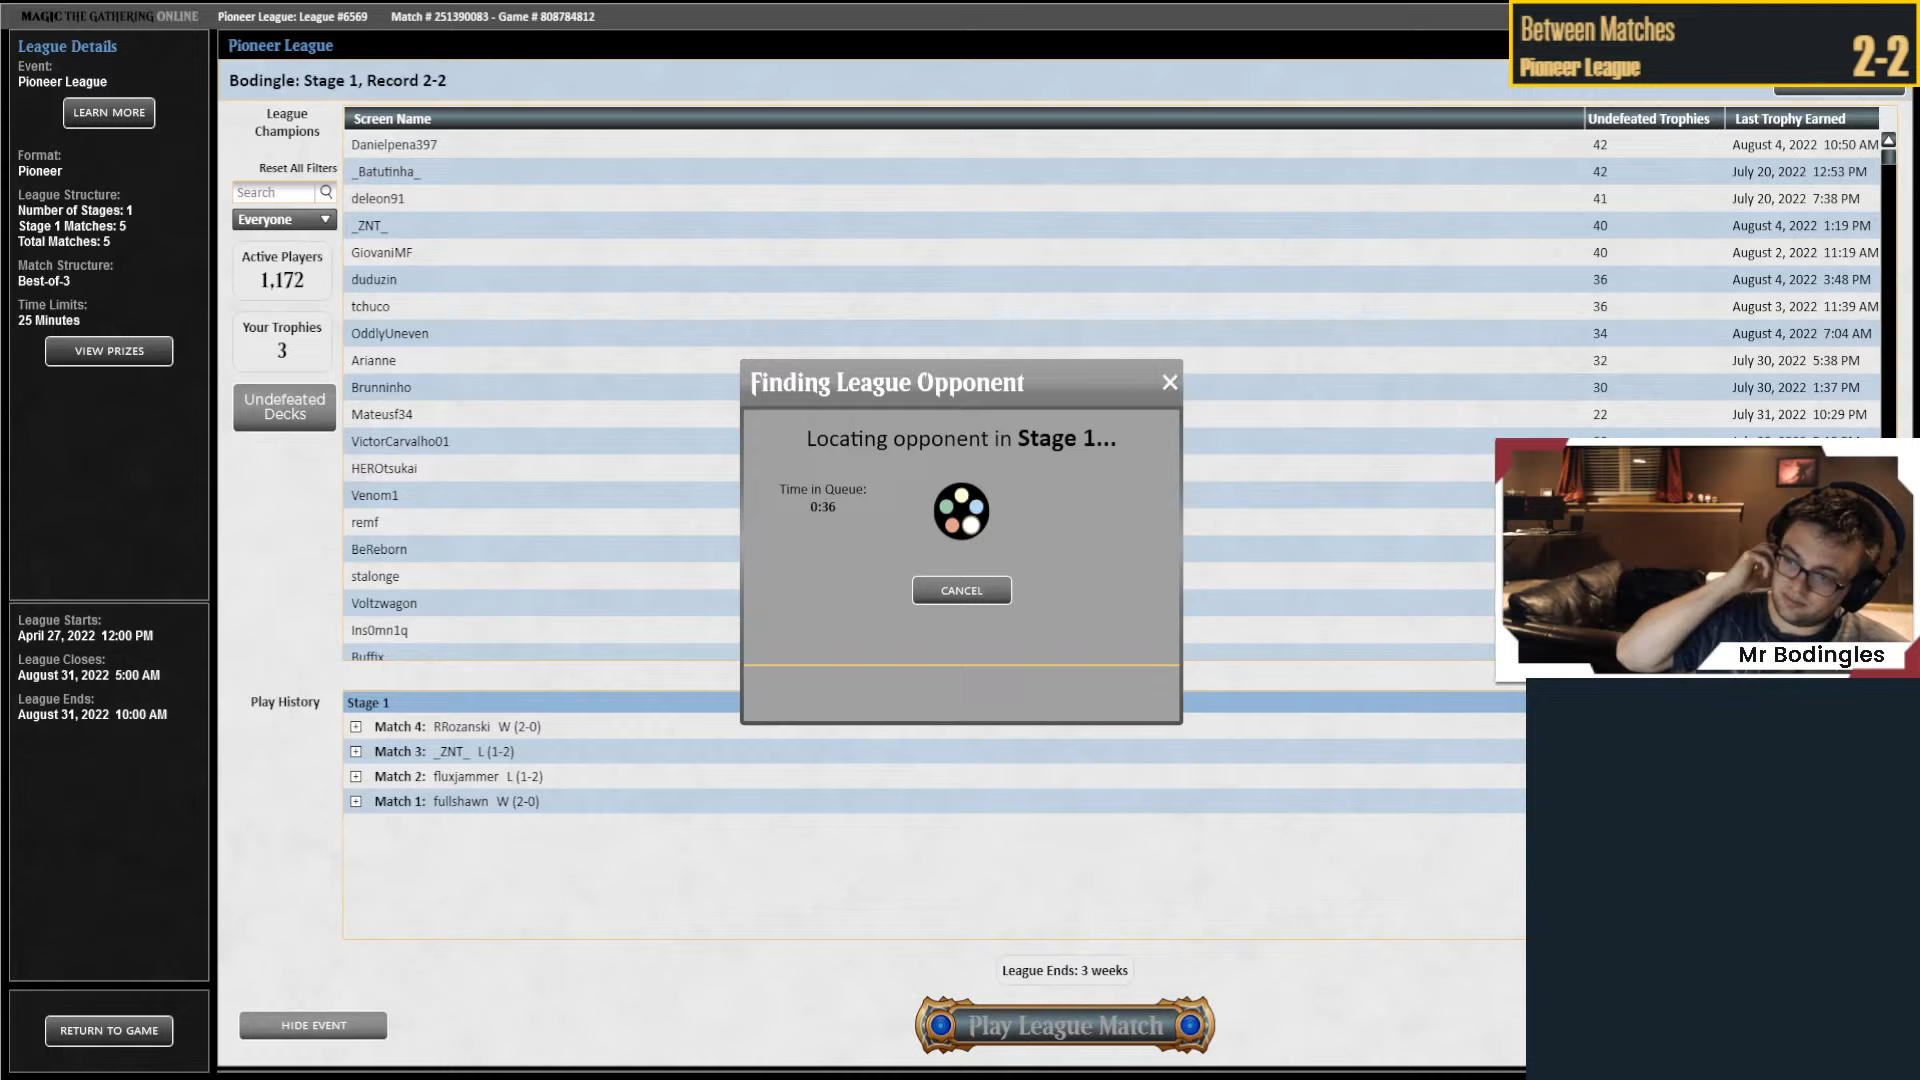 MAGIC THE GATHERING ONLINE
Pioneer League: League #6569
Match # 251390083 - Game # 808784812
Between Matches
Pioneer League
2-2
League Details
Event:
Pioneer League
LEARN MORE
Format:
Pioneer
League Structure:
Number of Stages: 1
Stage 1 Matches: 5
Total Matches: 5
Match Structure:
Best-of-3
Time Limits:
25 Minutes
VIEW PRIZES
League Starts:
April 27, 2022 12:00 PM
League Closes:
August 31, 2022 5:00 AM
League Ends:
August 31, 2022 10:00 AM
RETURN TO GAME
Pioneer League
Bodingle: Stage 1, Record 2-2
League
Champions
Reset All Filters
Search
Everyone
Active Players
1,172
Your Trophies
3
Undefeated
Decks
Screen Name Undefeated Trophies Last Trophy Earned
Danielpena397 42 August 4, 2022 10:50 AM
_Batutinha_ 42 July 20, 2022 12:53 PM
deleon91 41 July 20, 2022 7:38 PM
_ZNT_ 40 August 4, 2022 1:19 PM
GiovaniMF 40 August 2, 2022 11:19 AM
duduzin 36 August 4, 2022 3:48 PM
tchuco 36 August 3, 2022 11:39 AM
OddlyUneven 34 August 4, 2022 7:04 AM
Arianne 32 July 30, 2022 5:38 PM
Brunninho 30 July 30, 2022 1:37 PM
Mateusf34 22 July 31, 2022 10:29 PM
VictorCarvalho01
HEROtsukai
Venom1
remf
BeReborn
stalonge
Voltzwagon
Ins0mn1q
Buffix
Finding League Opponent
Locating opponent in Stage 1...
Time in Queue:
0:36
CANCEL
Mr Bodingles
Play History
Stage 1
Match 4: RRozanski W (2-0)
Match 3: _ZNT_ L (1-2)
Match 2: fluxjammer L (1-2)
Match 1: fullshawn W (2-0)
League Ends: 3 weeks
HIDE EVENT
Play League Match